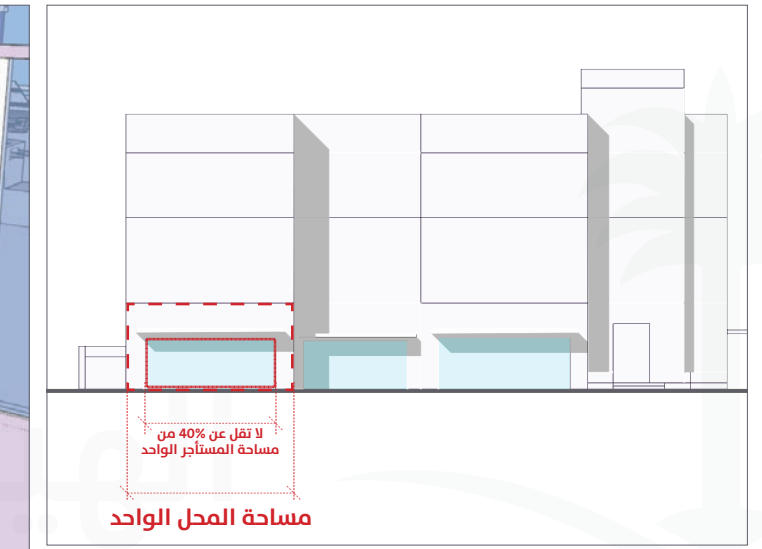 لا تقل عن 40% من
مساحة المستأجر الواحد
مساحة المحل الواحد